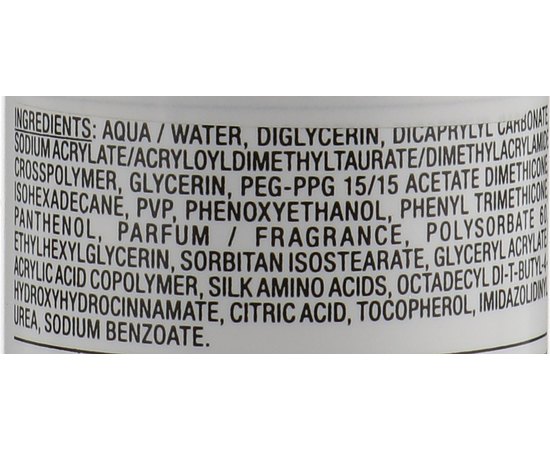 INGREDIENTS: AQUA / WATER, DIGLYCERIN, DICAPRYLYL CARBONATE,
SODIUM ACRYLATE/ACRYLOYLDIMETHYLTAURATE/DIMETHYLACRYLAMIDE
CROSSPOLYMER, GLYCERIN, PEG-PPG 15/15 ACETATE DIMETHICONE,
ISOHEXADECANE, PVP, PHENOXYETHANOL, PHENYL TRIMETHICONE,
PANTHENOL, PARFUM / FRAGRANCE, POLYSORBATE 60,
ETHYLHEXYLGLYCERIN, SORBITAN ISOSTEARATE, GLYCERYL ACRYLATE/
ACRYLIC ACID COPOLYMER, SILK AMINO ACIDS, OCTADECYL DI-T-BUTYL-4-
HYDROXYHYDROCINNAMATE, CITRIC ACID, TOCOPHEROL, IMIDAZOLIDINYL
UREA, SODIUM BENZOATE.